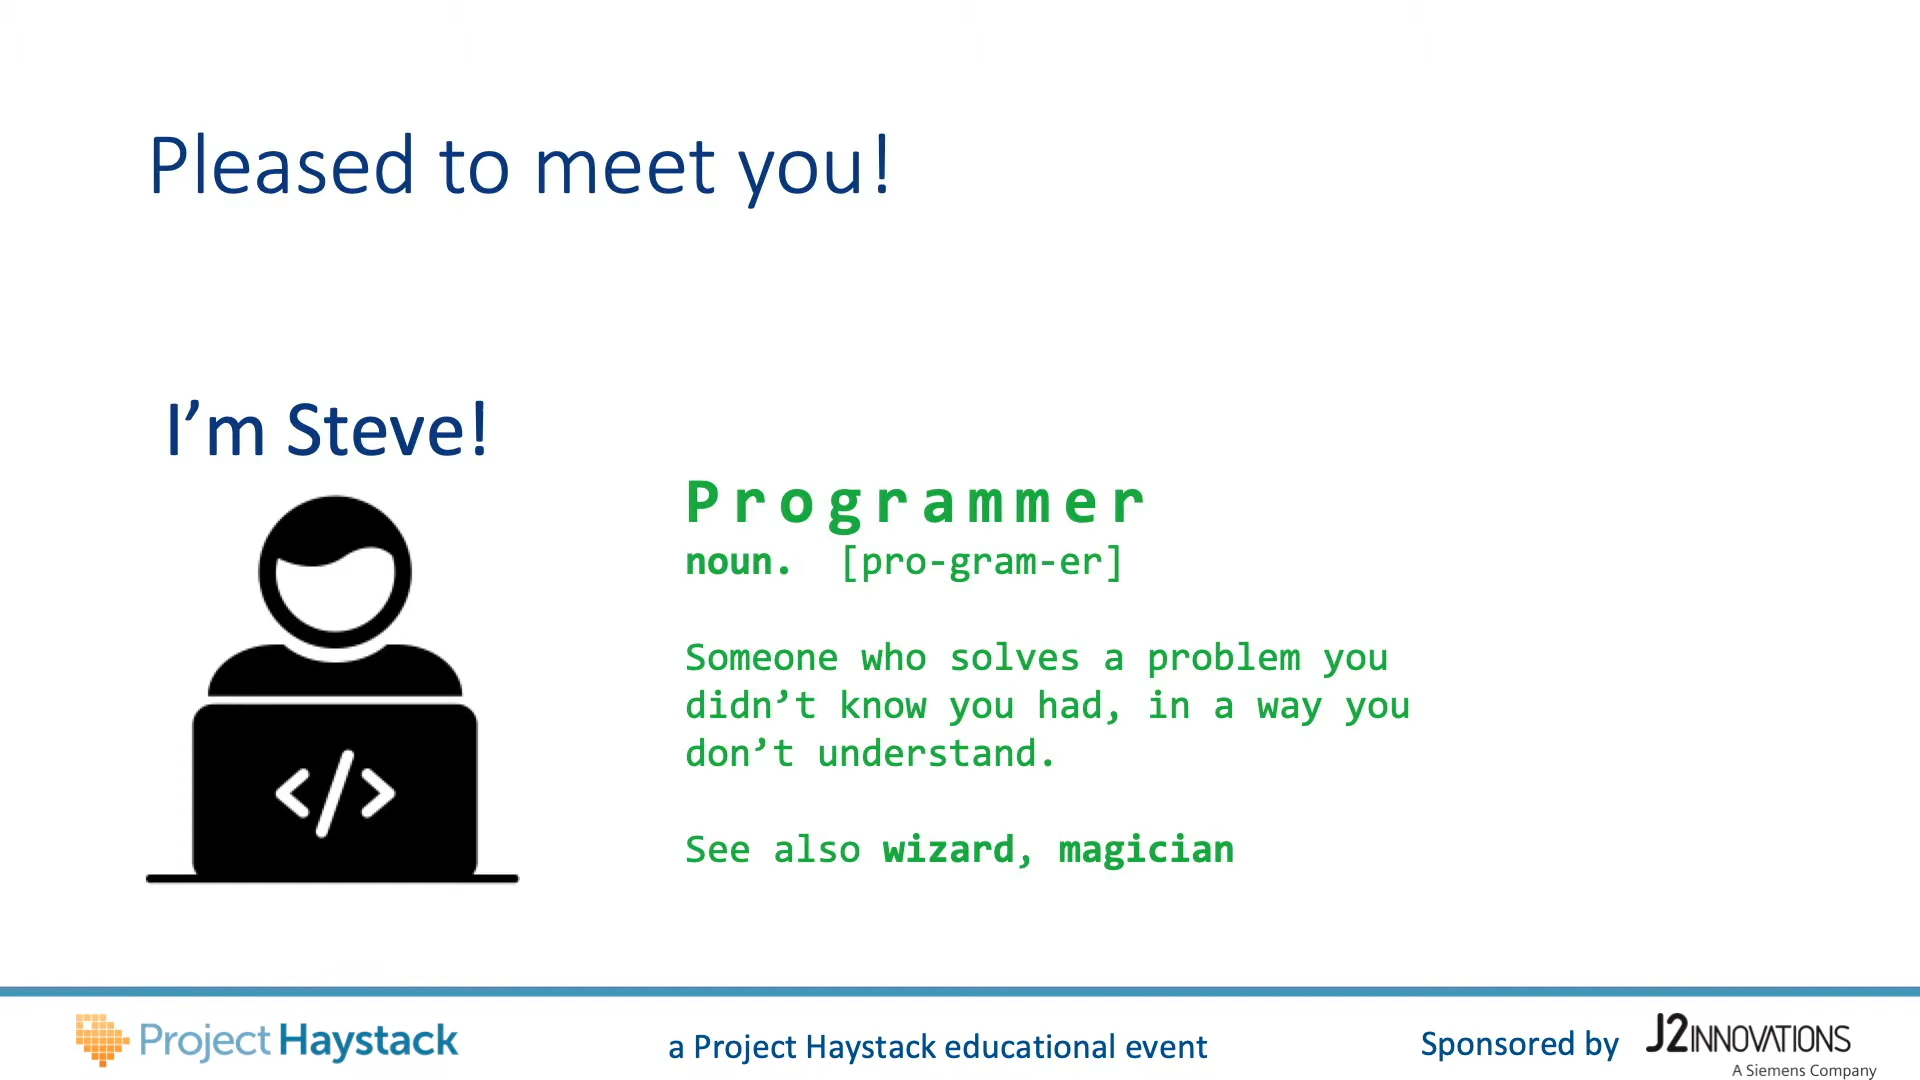 Pleased to meet you!
I’m Steve!
Programmer
noun. [pro-gram-er]
Someone who solves a problem you
didn’t know you had, in a way you
don’t understand.
See also wizard, magician
</>
Project Haystack
a Project Haystack educational event
Sponsored by
J2INNOVATIONS
A Siemens Company